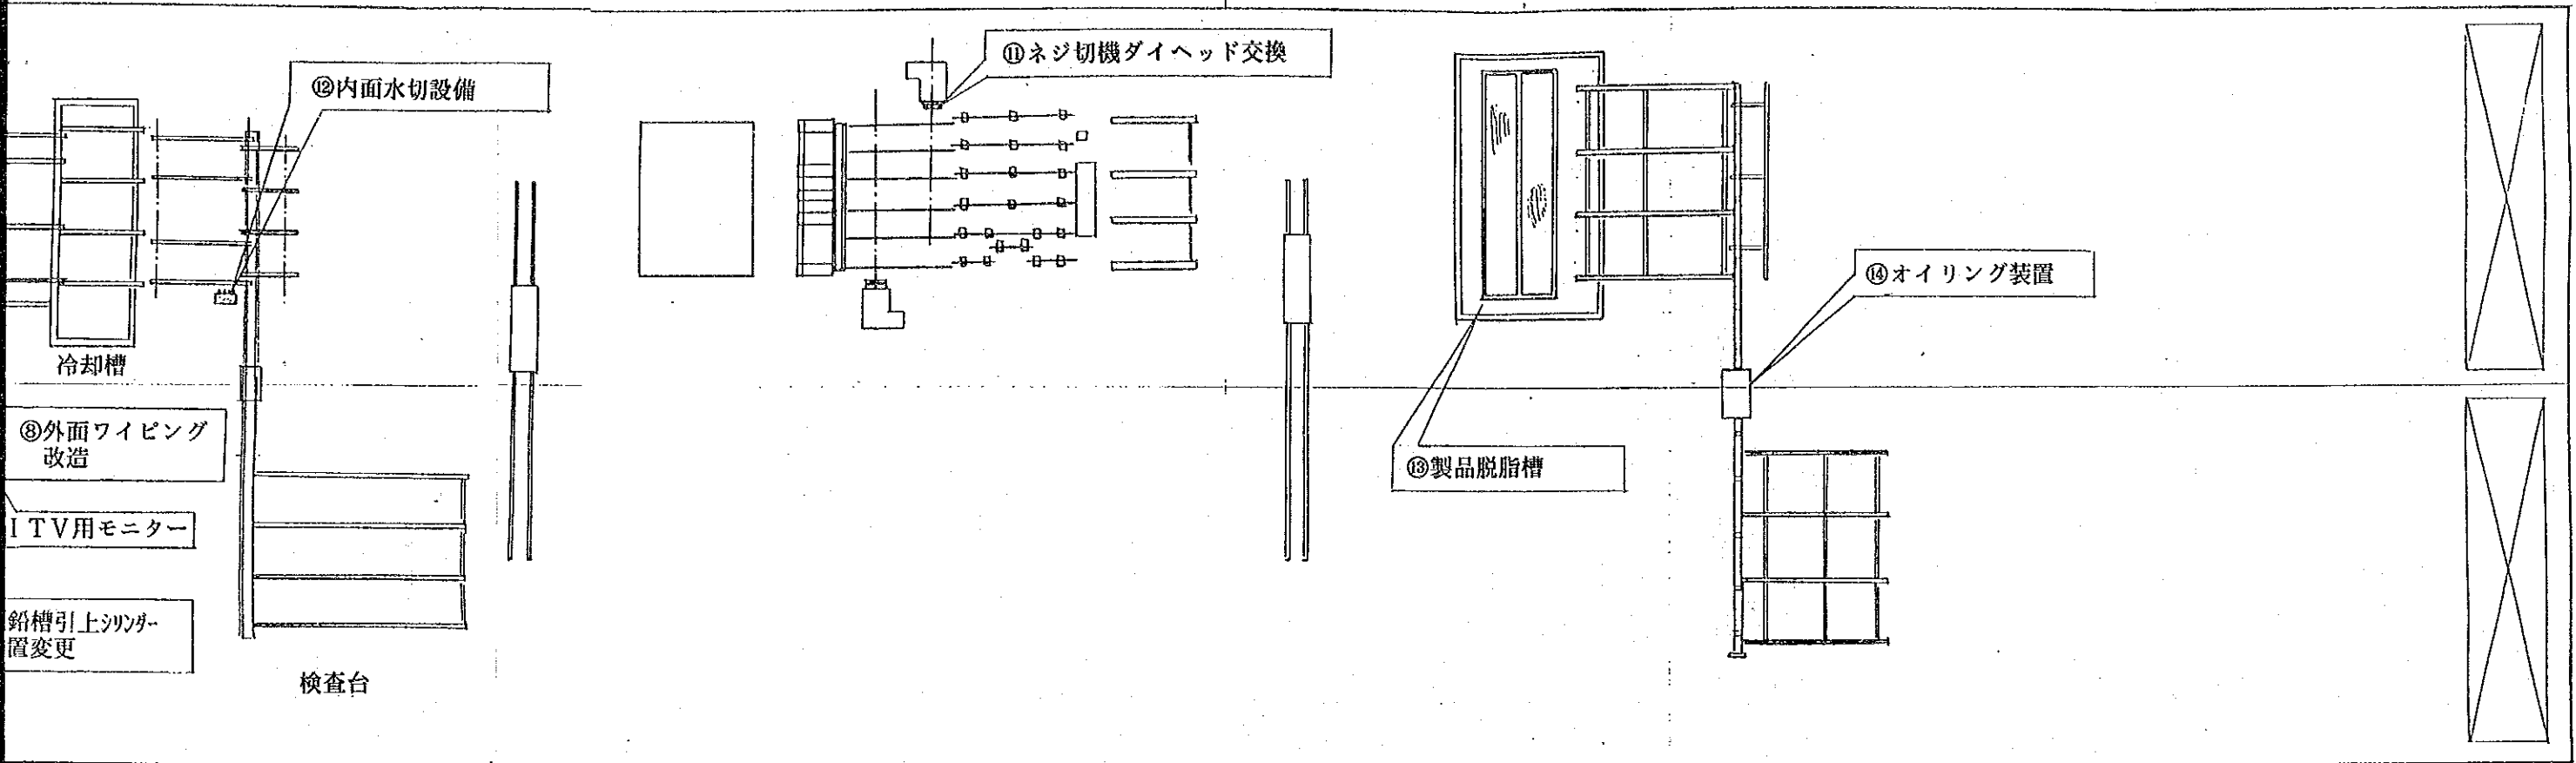 ⑪ネジ切機ダイヘッド交換
⑫内面水切設備
⑭オイリング装置
冷却槽
⑧外面ワイピング
改造
⑬製品脱脂槽
ITV用モニター
鉛槽引上シリンダー
置変更
検査台